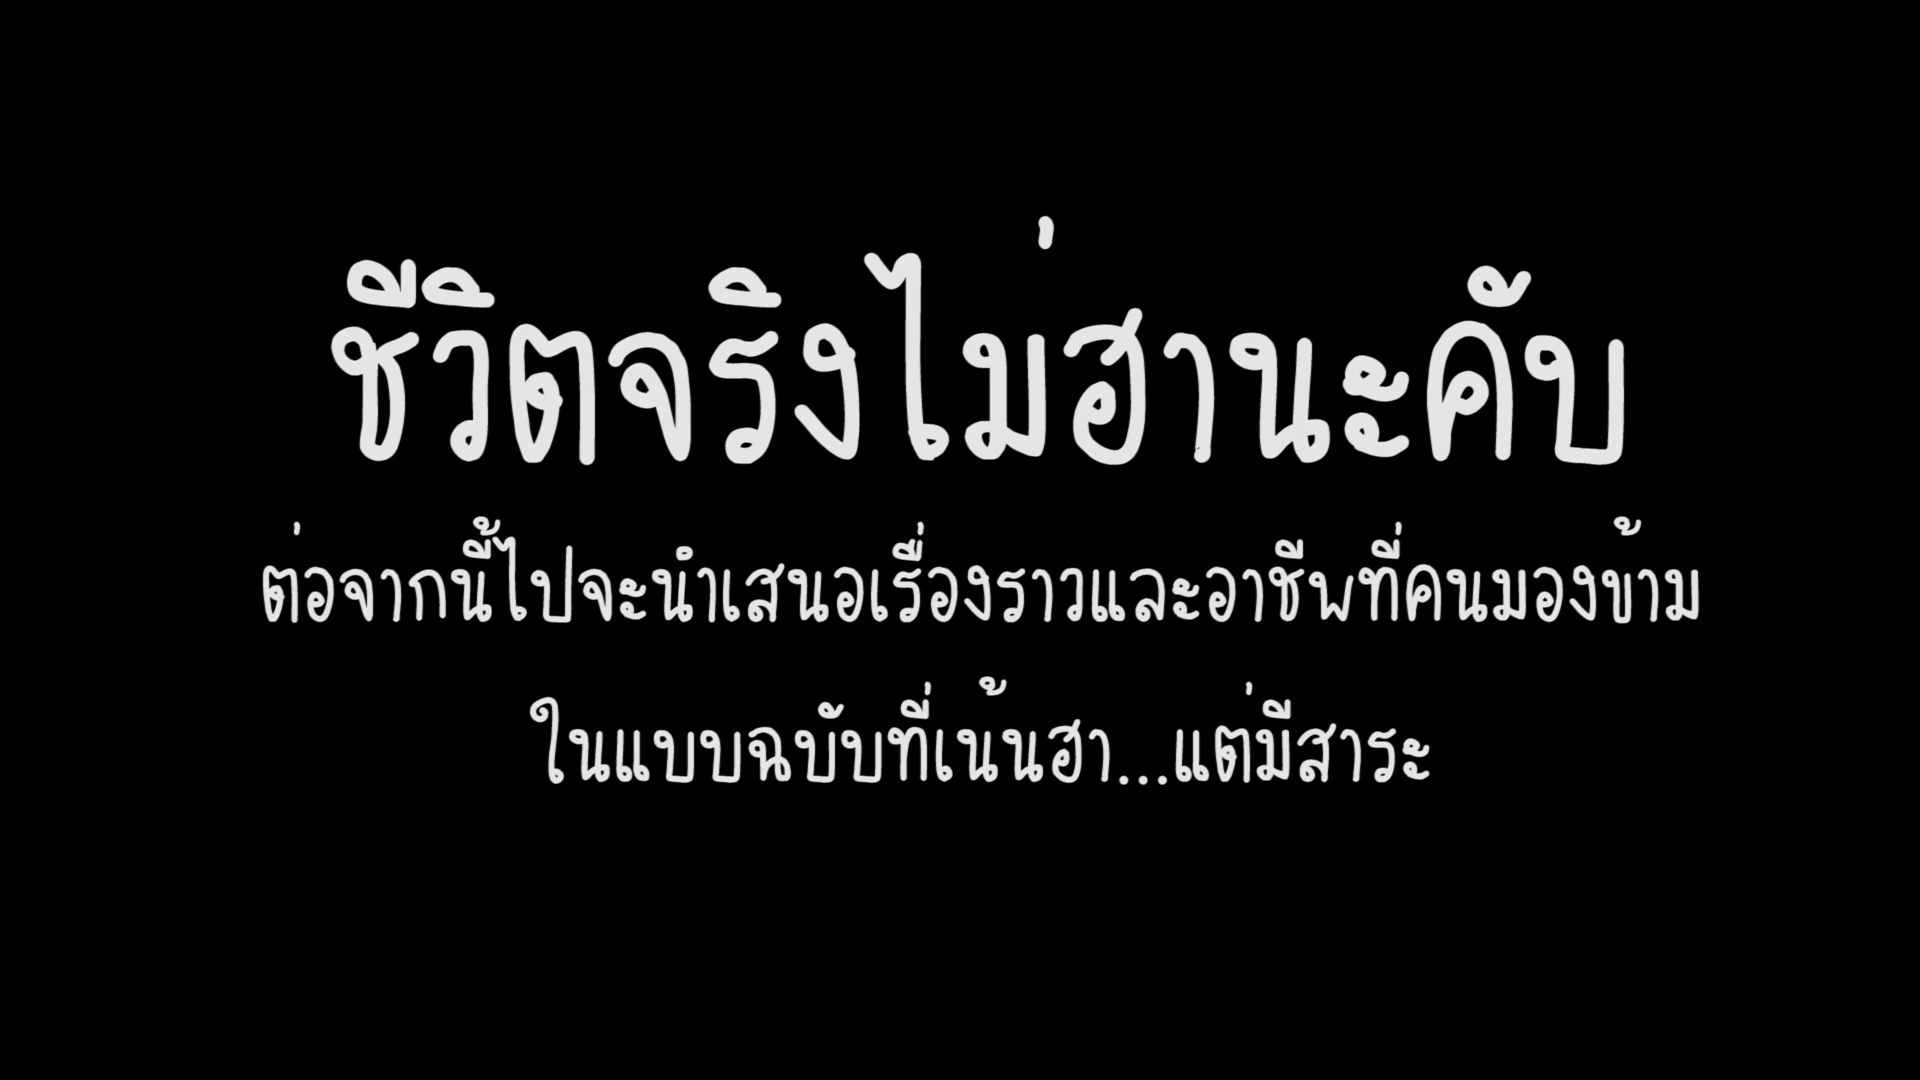 ชีวิตจริงไม่ฮานะคับ
ต่อจากนี้ไปจะนำเสนอเรื่องราวและอาชีพที่คนมองข้าม
ในแบบฉบับที่เน้นฮา...แต่มีสาระ